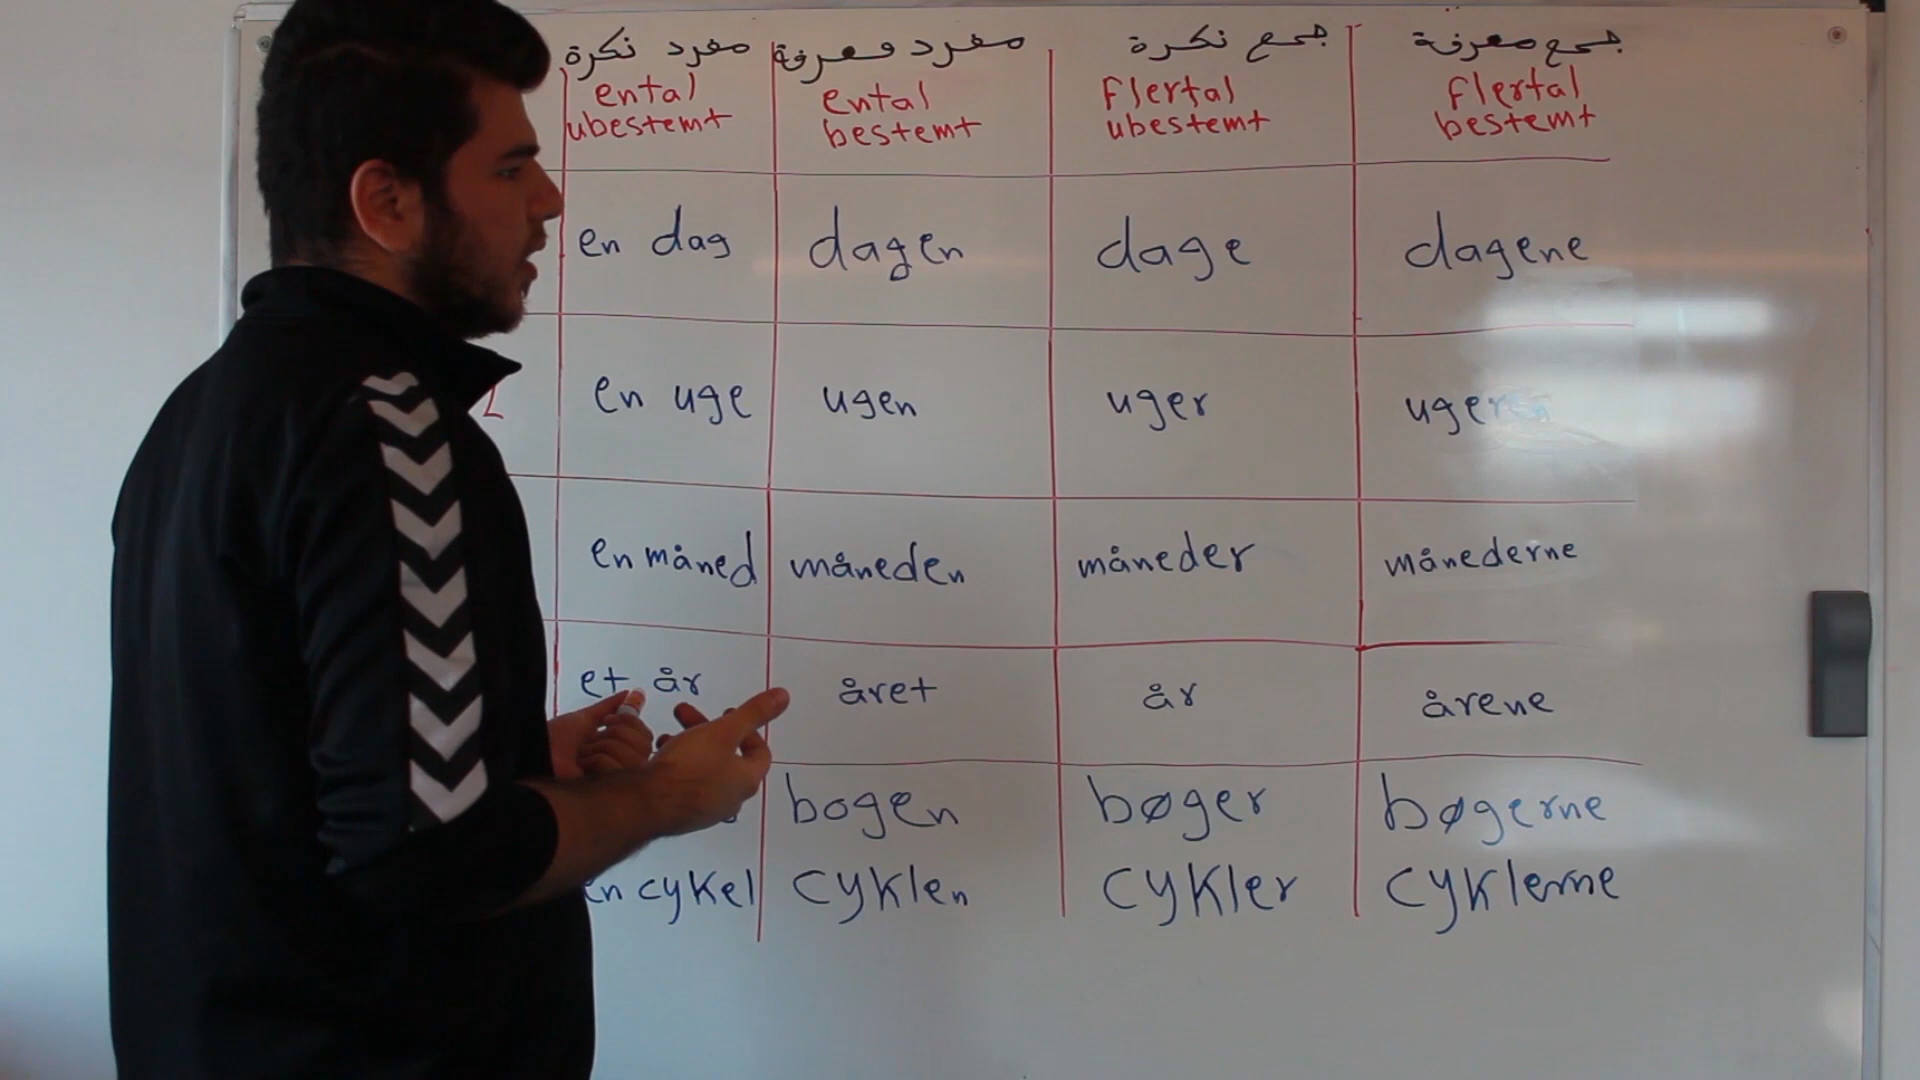 مفرد نكرة
مفرد معرفة
جمع نكرة
جمع معرفة
ental ubestemt
ental bestemt
Flertal ubestemt
flertal bestemt
en dag dagen dage dagene
en uge ugen uger
en måned måneden måneder månederne
et år året år årene
bogen bøger bøgerne
en cykel cyklen cykler cyklerne